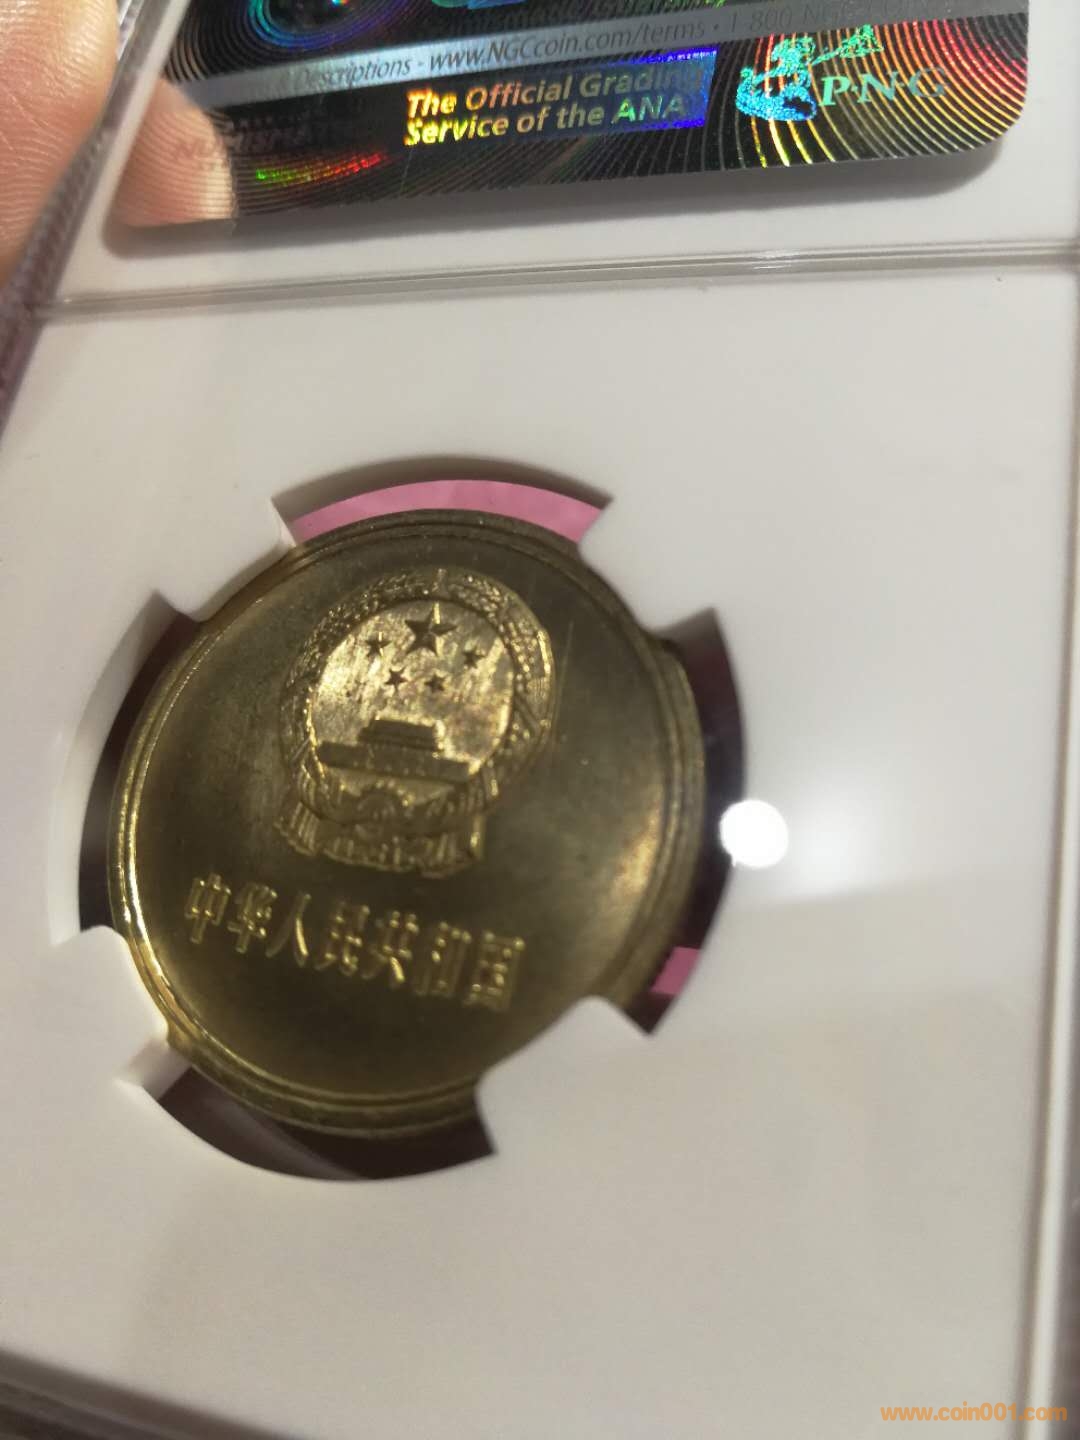 Descriptions - www.NGCcoin.com/terms • 1-800-N
The Official Grading
Service of the ANA
P·N·G
中华人民共和国
www.coin001.com